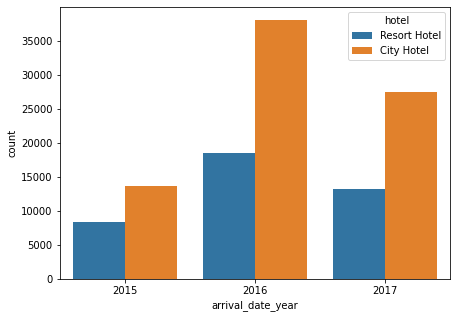 hotel
Resort Hotel
City Hotel
count
35000
30000
25000
20000
15000
10000
5000
0
2015 2016 2017
arrival_date_year